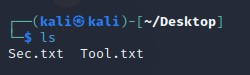 ┌──(kali㉿kali)-[~/Desktop]
└─$ ls
Sec.txt  Tool.txt